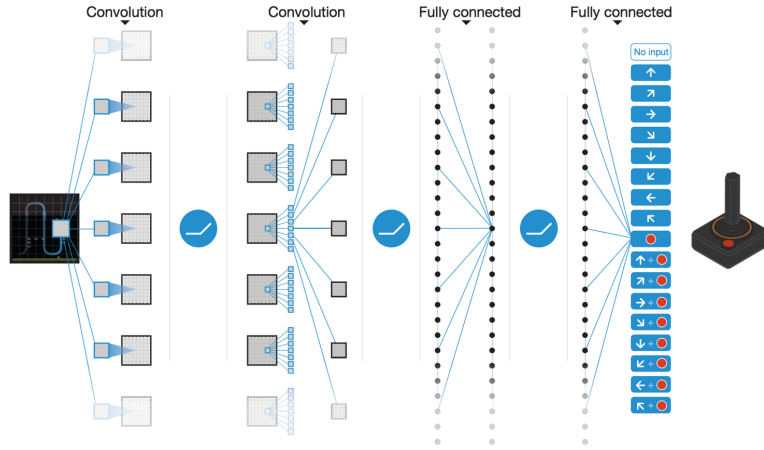 Convolution
Convolution
Fully connected
Fully connected
No input
+
+
+
+
+
+
+
+